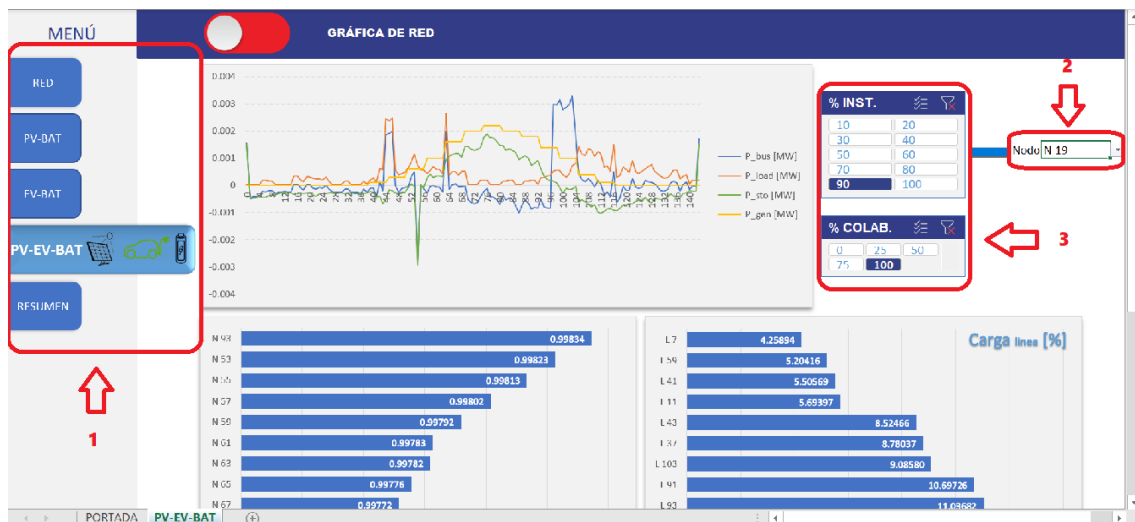 MENÚ
GRÁFICA DE RED
RED
PV-BAT
EV-BAT
PV-EV-BAT
RESUMEN
1
0.004
0.003
0.002
0.001
0
-0.001
-0.002
-0.003
-0.004
P_bus [MW]
P_load [MW]
P_sto [MW]
P_gen [MW]
% INST.
10 20
30 40
50 60
70 80
90 100
% COLAB.
0 25 50
75 100
2
Nodo N 19
3
N 93 0.99834
N 53 0.99823
N 55 0.99813
N 57 0.99802
N 59 0.99792
N 61 0.99783
N 63 0.99782
N 65 0.99776
N 67 0.99772
Carga linea [%]
L 7 4.25894
L 59 5.20416
L 41 5.50569
L 11 5.69397
L 43 8.52466
L 37 8.78037
L 103 9.08580
L 91 10.69726
L 93 11.03682
PORTADA PV-EV-BAT